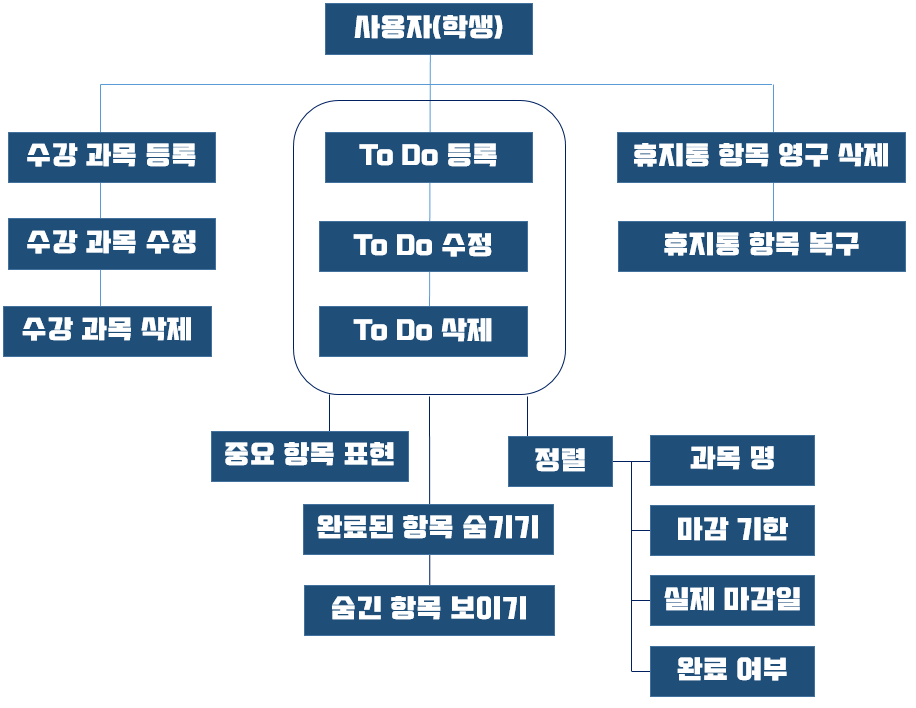 사용자(학생)
수강 과목 등록
To Do 등록
휴지통 항목 영구 삭제
수강 과목 수정
To Do 수정
휴지통 항목 복구
수강 과목 삭제
To Do 삭제
중요 항목 표현
정렬
과목 명
완료된 항목 숨기기
마감 기한
숨긴 항목 보이기
실제 마감일
완료 여부